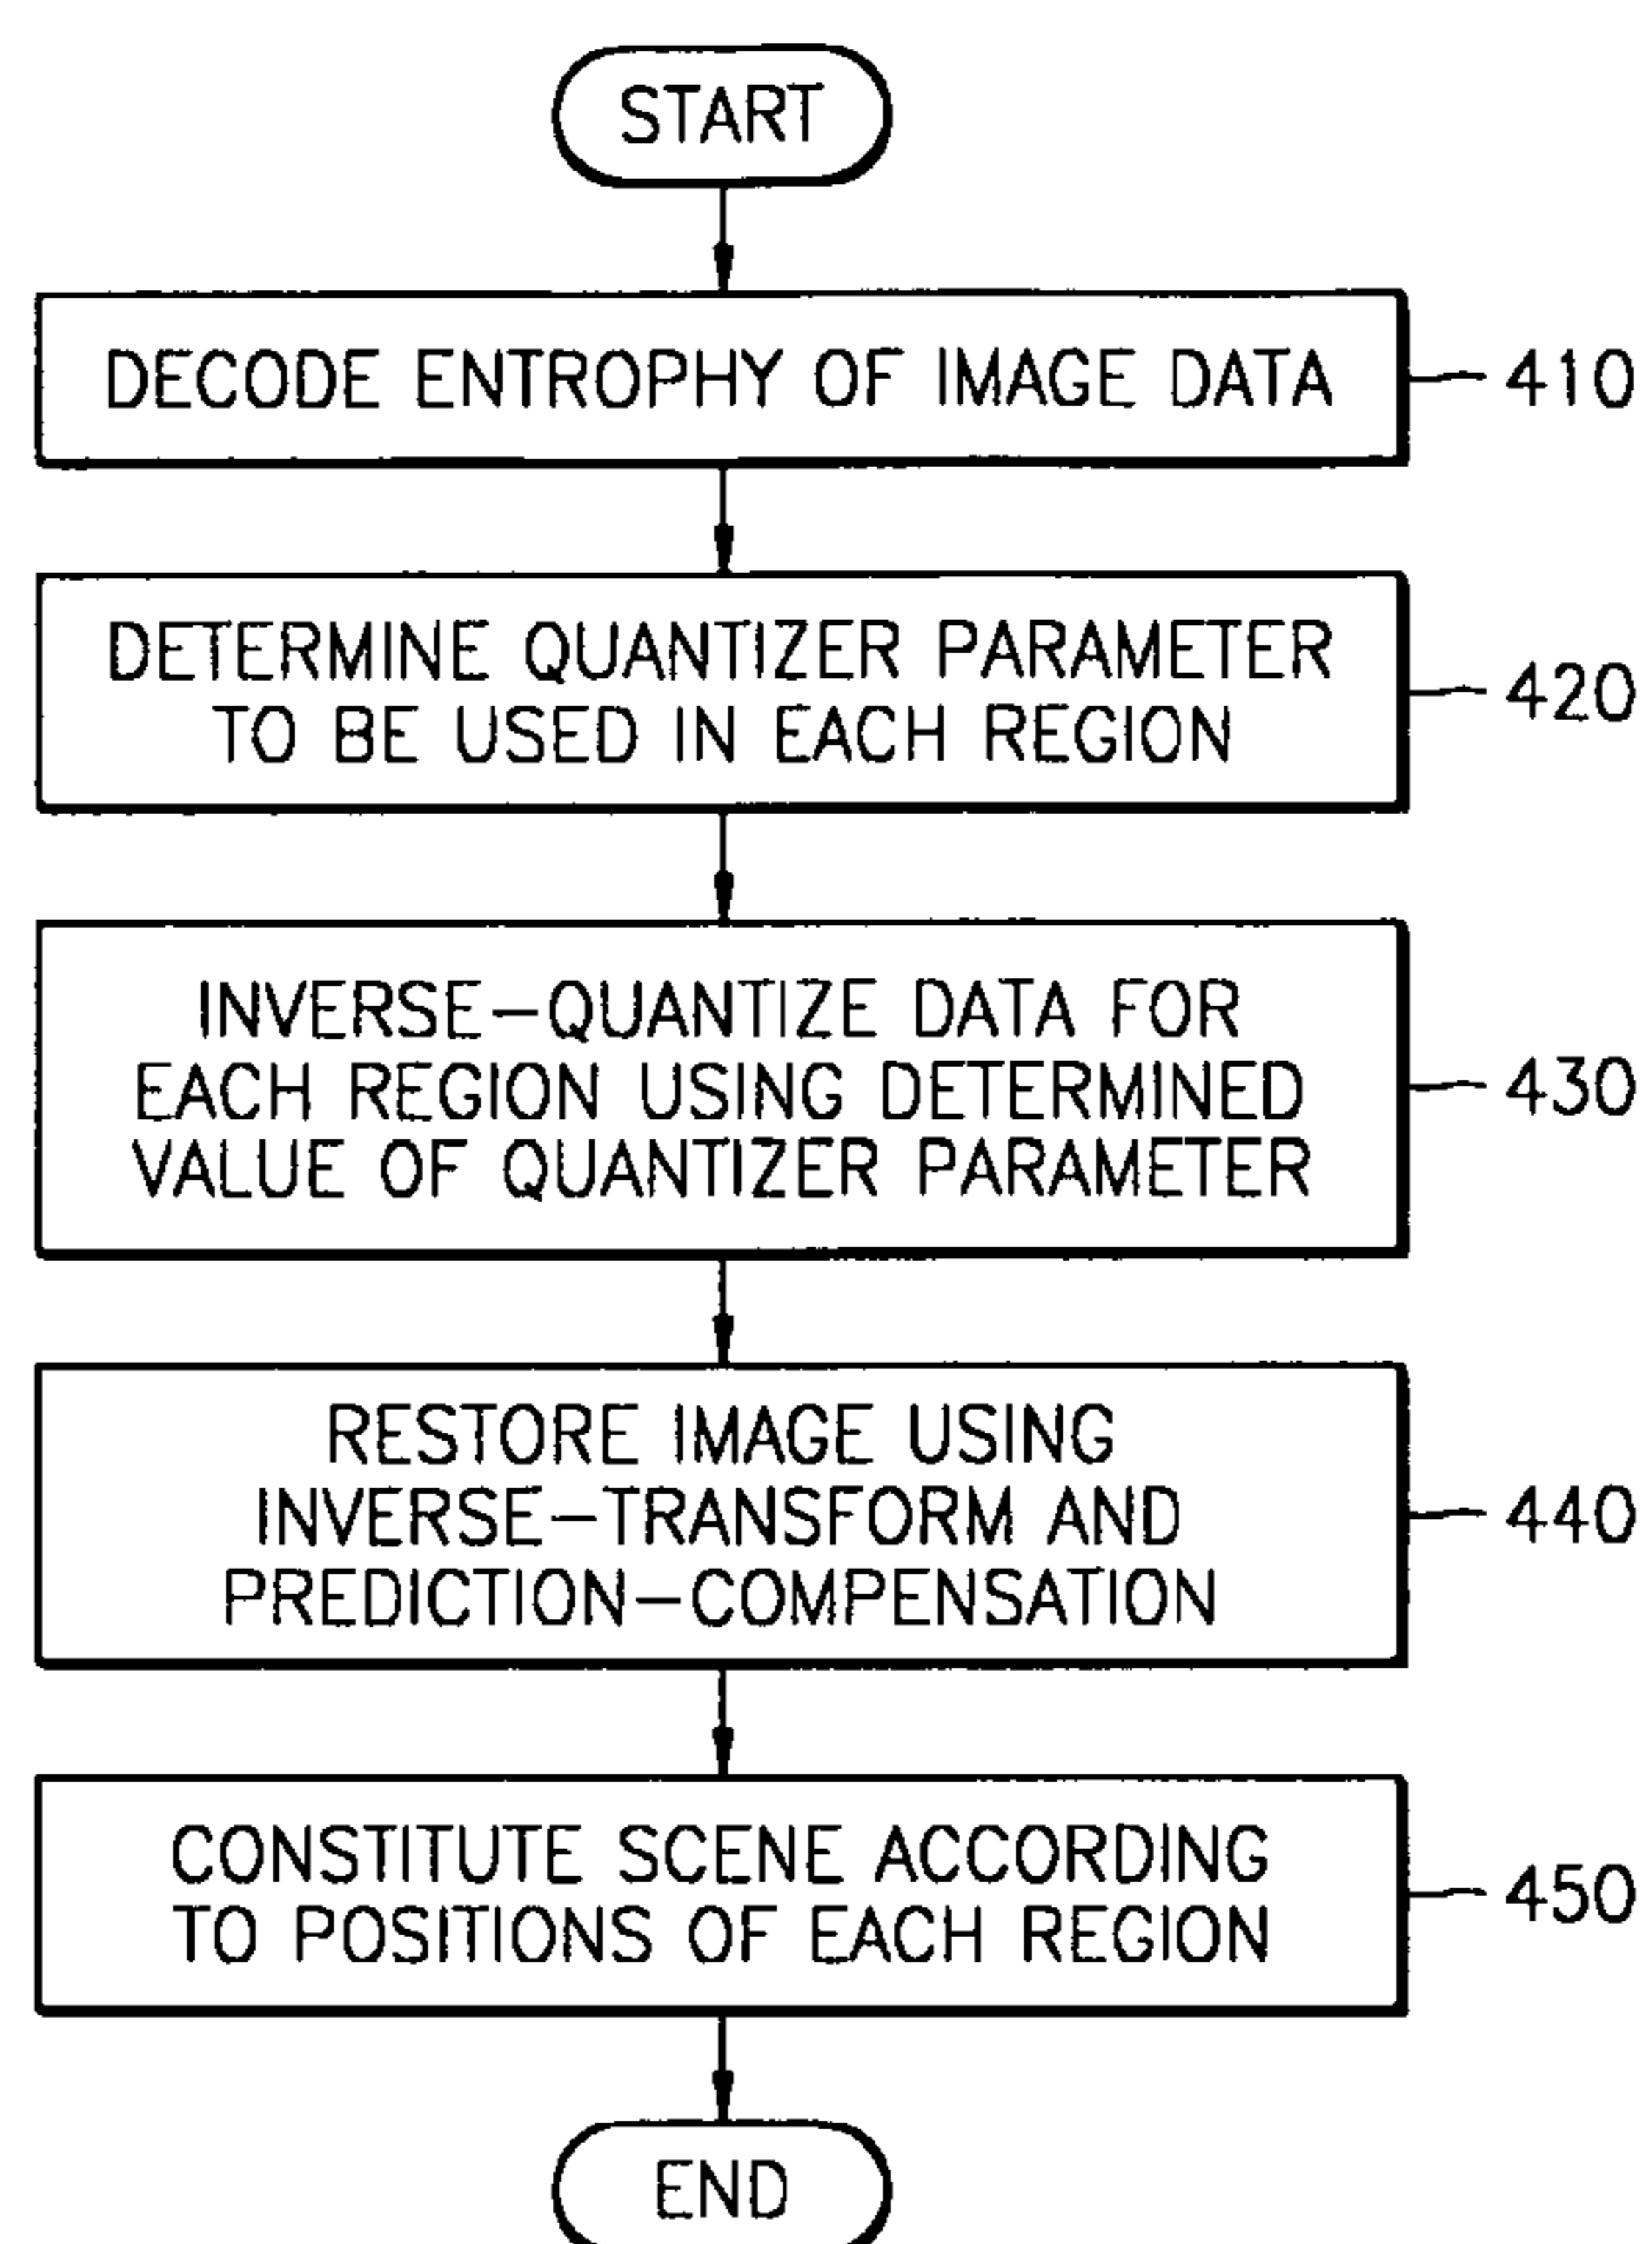 START
DECODE ENTROPHY OF IMAGE DATA
410
DETERMINE QUANTIZER PARAMETER
TO BE USED IN EACH REGION
420
INVERSE-QUANTIZE DATA FOR
EACH REGION USING DETERMINED
VALUE OF QUANTIZER PARAMETER
430
RESTORE IMAGE USING
INVERSE-TRANSFORM AND
PREDICTION-COMPENSATION
440
CONSTITUTE SCENE ACCORDING
TO POSITIONS OF EACH REGION
450
END